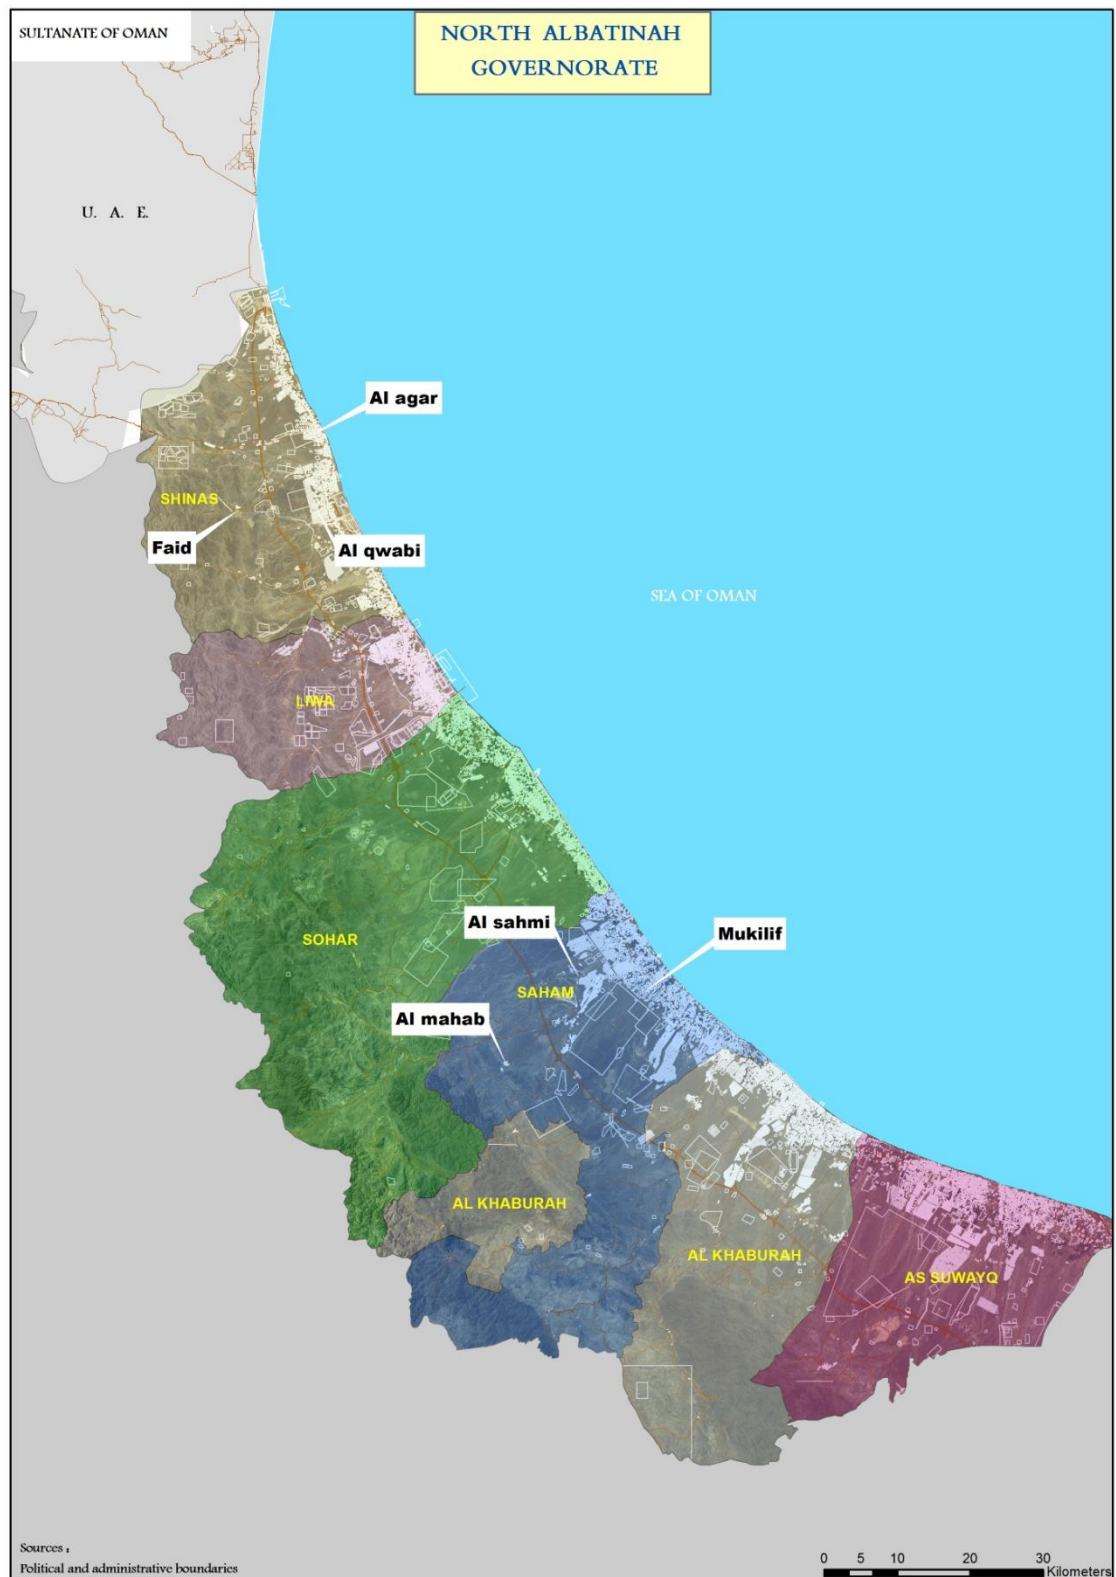 SULTANATE OF OMAN
NORTH ALBATINAH
GOVERNORATE
U. A. E.
Al agar
SHINAS
Faid
Al qwabi
SEA OF OMAN
LIWA
Al sahmi
Mukilif
SOHAR
SAHAM
Al mahab
AL KHABURAH
AL KHABURAH
AS SUWAYQ
Sources :
Political and administrative boundaries
0 5 10 20 30
Kilometers